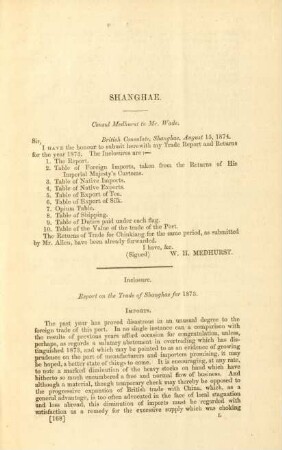 SHANGHAI.
Consul Medhurst to Mr. Wade.
Sir, British Consulate, Shanghae, August 15, 1874.
I HAVE the honour to submit herewith my Trade Report and Returns
for the year 1873. The Inclosures are:—
1. The Report.
2. Table of Foreign Imports, taken from the Returns of His
Imperial Majesty's Customs.
3. Table of Native Imports.
4. Table of Native Exports.
5. Table of Export of Tea.
6. Table of Export of Silk.
7. Opium Table.
8. Table of Shipping.
9. Table of Duties paid under each flag.
10. Table of the Value of the trade of the Port.
The Returns of Trade for Chinkiang for the same period, as submitted
by Mr. Allen, have been already forwarded.
I have, &c.
(Signed) W. H. MEDHURST
Inclosure.
Report on the Trade of Shanghae for 1873.
IMPORTS.
The past year has proved disastrous in an unusual degree to the
foreign trade of this port. In no single instance can a comparison with
the results of previous years afford occasion for congratulation, unless,
perhaps, as regards a salutary abatement in overtrading which has dis-
tinguished 1873, and which may be pointed to as an evidence of growing
prudence on the part of manufacturers and importers promising, it may
be hoped, a better state of things to come. It is encouraging, at any rate,
to note a marked diminution of the heavy stocks on hand which have
hitherto so much encumbered a free and normal flow of business. And
although a material, though temporary check may thereby be opposed to
the progressive expansion of British trade with China, which, as a
general advantage, is too often advocated in the face of local stagnation
and loss abroad, this diminution of imports must be regarded with
satisfaction as a remedy for the excessive supply which was choking
[168]